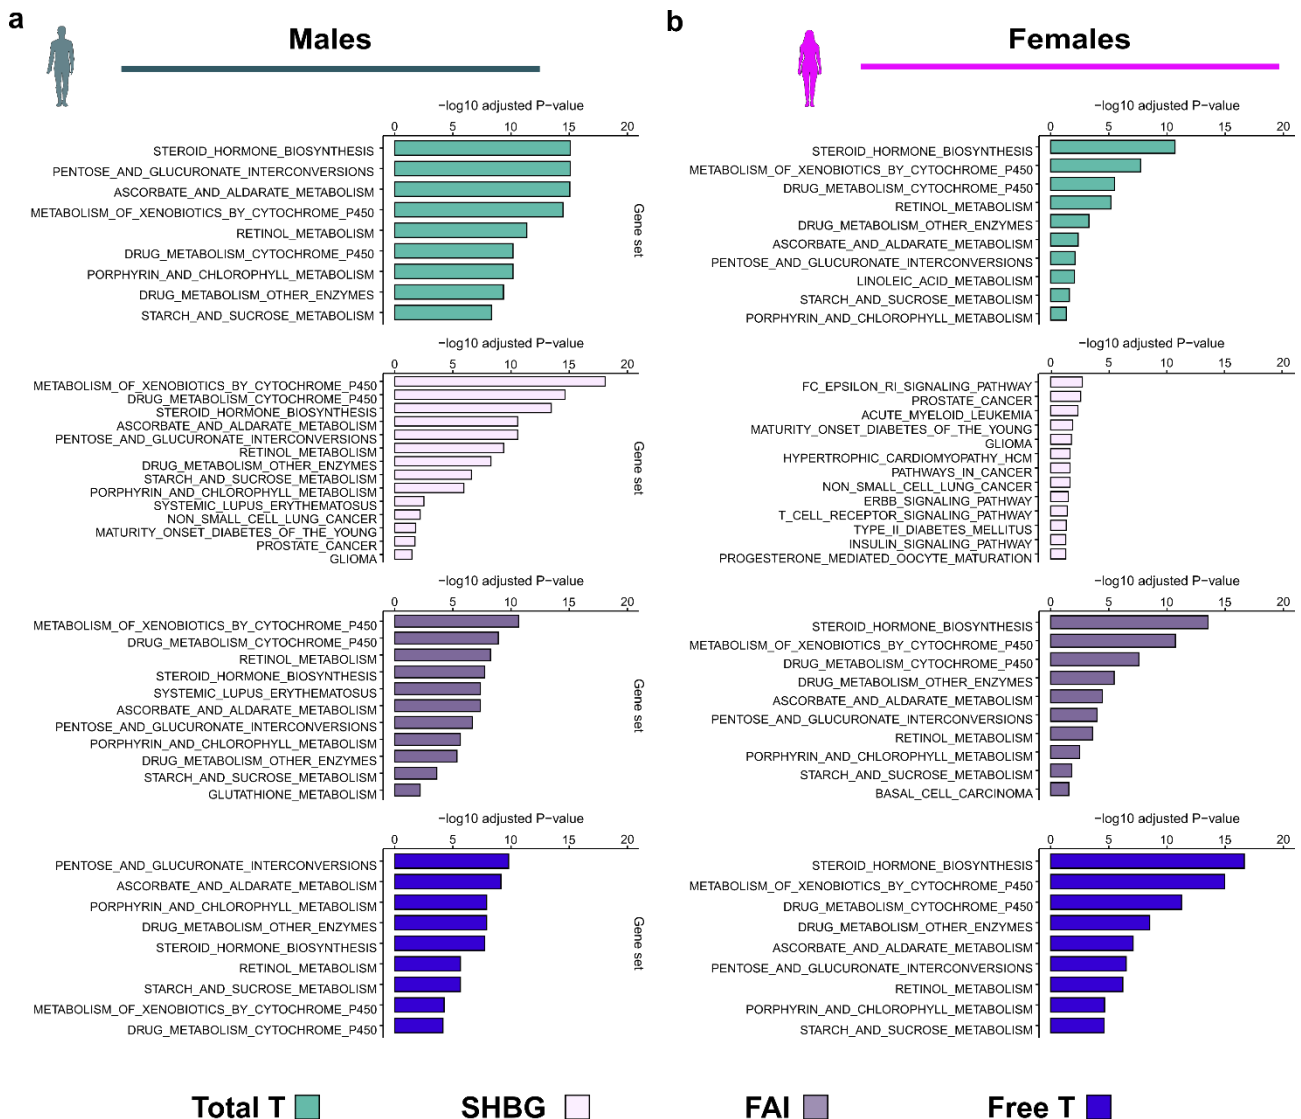 a
Males
−log10 adjusted P−value
0 5 10 15 20
STEROID_HORMONE_BIOSYNTHESIS
PENTOSE_AND_GLUCURONATE_INTERCONVERSIONS
ASCORBATE_AND_ALDARATE_METABOLISM
METABOLISM_OF_XENOBIOTICS_BY_CYTOCHROME_P450
RETINOL_METABOLISM
DRUG_METABOLISM_CYTOCHROME_P450
PORPHYRIN_AND_CHLOROPHYLL_METABOLISM
DRUG_METABOLISM_OTHER_ENZYMES
STARCH_AND_SUCROSE_METABOLISM
Gene set
−log10 adjusted P−value
0 5 10 15 20
METABOLISM_OF_XENOBIOTICS_BY_CYTOCHROME_P450
DRUG_METABOLISM_CYTOCHROME_P450
STEROID_HORMONE_BIOSYNTHESIS
ASCORBATE_AND_ALDARATE_METABOLISM
PENTOSE_AND_GLUCURONATE_INTERCONVERSIONS
RETINOL_METABOLISM
DRUG_METABOLISM_OTHER_ENZYMES
STARCH_AND_SUCROSE_METABOLISM
PORPHYRIN_AND_CHLOROPHYLL_METABOLISM
SYSTEMIC_LUPUS_ERYTHEMATOSUS
NON_SMALL_CELL_LUNG_CANCER
MATURITY_ONSET_DIABETES_OF_THE_YOUNG
PROSTATE_CANCER
GLIOMA
Gene set
−log10 adjusted P−value
0 5 10 15 20
METABOLISM_OF_XENOBIOTICS_BY_CYTOCHROME_P450
DRUG_METABOLISM_CYTOCHROME_P450
RETINOL_METABOLISM
STEROID_HORMONE_BIOSYNTHESIS
SYSTEMIC_LUPUS_ERYTHEMATOSUS
ASCORBATE_AND_ALDARATE_METABOLISM
PENTOSE_AND_GLUCURONATE_INTERCONVERSIONS
PORPHYRIN_AND_CHLOROPHYLL_METABOLISM
DRUG_METABOLISM_OTHER_ENZYMES
STARCH_AND_SUCROSE_METABOLISM
GLUTATHIONE_METABOLISM
Gene set
−log10 adjusted P−value
0 5 10 15 20
PENTOSE_AND_GLUCURONATE_INTERCONVERSIONS
ASCORBATE_AND_ALDARATE_METABOLISM
PORPHYRIN_AND_CHLOROPHYLL_METABOLISM
DRUG_METABOLISM_OTHER_ENZYMES
STEROID_HORMONE_BIOSYNTHESIS
RETINOL_METABOLISM
STARCH_AND_SUCROSE_METABOLISM
METABOLISM_OF_XENOBIOTICS_BY_CYTOCHROME_P450
DRUG_METABOLISM_CYTOCHROME_P450
Gene set
b
Females
−log10 adjusted P−value
0 5 10 15 20
STEROID_HORMONE_BIOSYNTHESIS
METABOLISM_OF_XENOBIOTICS_BY_CYTOCHROME_P450
DRUG_METABOLISM_CYTOCHROME_P450
RETINOL_METABOLISM
DRUG_METABOLISM_OTHER_ENZYMES
ASCORBATE_AND_ALDARATE_METABOLISM
PENTOSE_AND_GLUCURONATE_INTERCONVERSIONS
LINOLEIC_ACID_METABOLISM
STARCH_AND_SUCROSE_METABOLISM
PORPHYRIN_AND_CHLOROPHYLL_METABOLISM
−log10 adjusted P−value
0 5 10 15 20
FC_EPSILON_RI_SIGNALING_PATHWAY
PROSTATE_CANCER
ACUTE_MYELOID_LEUKEMIA
MATURITY_ONSET_DIABETES_OF_THE_YOUNG
GLIOMA
HYPERTROPHIC_CARDIOMYOPATHY_HCM
PATHWAYS_IN_CANCER
NON_SMALL_CELL_LUNG_CANCER
ERBB_SIGNALING_PATHWAY
T_CELL_RECEPTOR_SIGNALING_PATHWAY
TYPE_II_DIABETES_MELLITUS
INSULIN_SIGNALING_PATHWAY
PROGESTERONE_MEDIATED_OOCYTE_MATURATION
−log10 adjusted P−value
0 5 10 15 20
STEROID_HORMONE_BIOSYNTHESIS
METABOLISM_OF_XENOBIOTICS_BY_CYTOCHROME_P450
DRUG_METABOLISM_CYTOCHROME_P450
DRUG_METABOLISM_OTHER_ENZYMES
ASCORBATE_AND_ALDARATE_METABOLISM
PENTOSE_AND_GLUCURONATE_INTERCONVERSIONS
RETINOL_METABOLISM
PORPHYRIN_AND_CHLOROPHYLL_METABOLISM
STARCH_AND_SUCROSE_METABOLISM
BASAL_CELL_CARCINOMA
−log10 adjusted P−value
0 5 10 15 20
STEROID_HORMONE_BIOSYNTHESIS
METABOLISM_OF_XENOBIOTICS_BY_CYTOCHROME_P450
DRUG_METABOLISM_CYTOCHROME_P450
DRUG_METABOLISM_OTHER_ENZYMES
ASCORBATE_AND_ALDARATE_METABOLISM
PENTOSE_AND_GLUCURONATE_INTERCONVERSIONS
RETINOL_METABOLISM
PORPHYRIN_AND_CHLOROPHYLL_METABOLISM
STARCH_AND_SUCROSE_METABOLISM
Total T SHBG FAI Free T